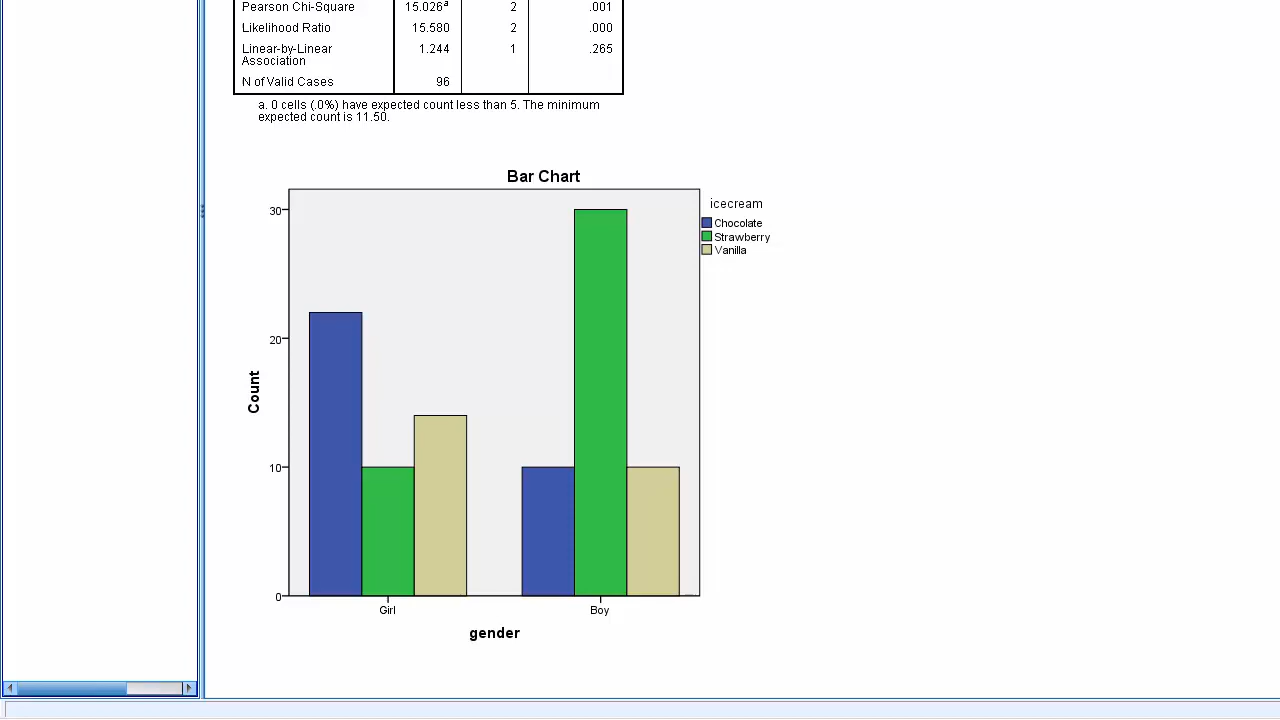 Pearson Chi-Square 15.026a 2 .001
Likelihood Ratio 15.580 2 .000
Linear-by-Linear 1.244 1 .265
Association
N of Valid Cases 96
a. 0 cells (.0%) have expected count less than 5. The minimum
expected count is 11.50.
Bar Chart
icecream
Chocolate
Strawberry
Vanilla
30
20
10
0
Count
Girl Boy
gender